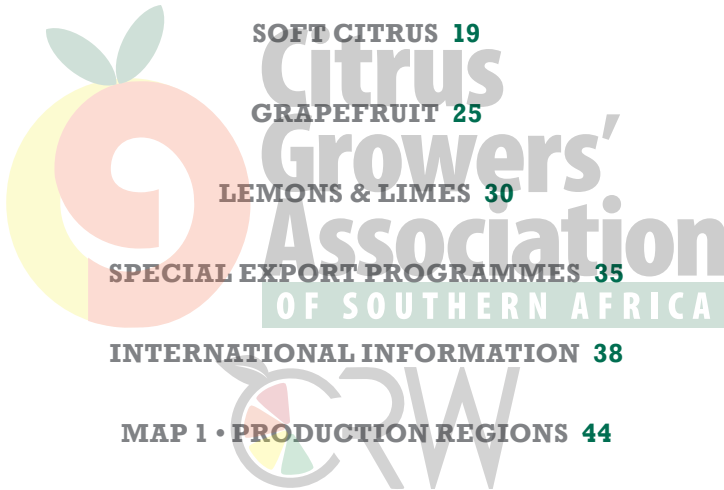 SOFT CITRUS 19
Citrus
GRAPEFRUIT 25
Growers'
LEMONS & LIMES 30
Association
SPECIAL EXPORT PROGRAMMES 35
OF SOUTHERN AFRICA
INTERNATIONAL INFORMATION 38
CRW
MAP 1 • PRODUCTION REGIONS 44